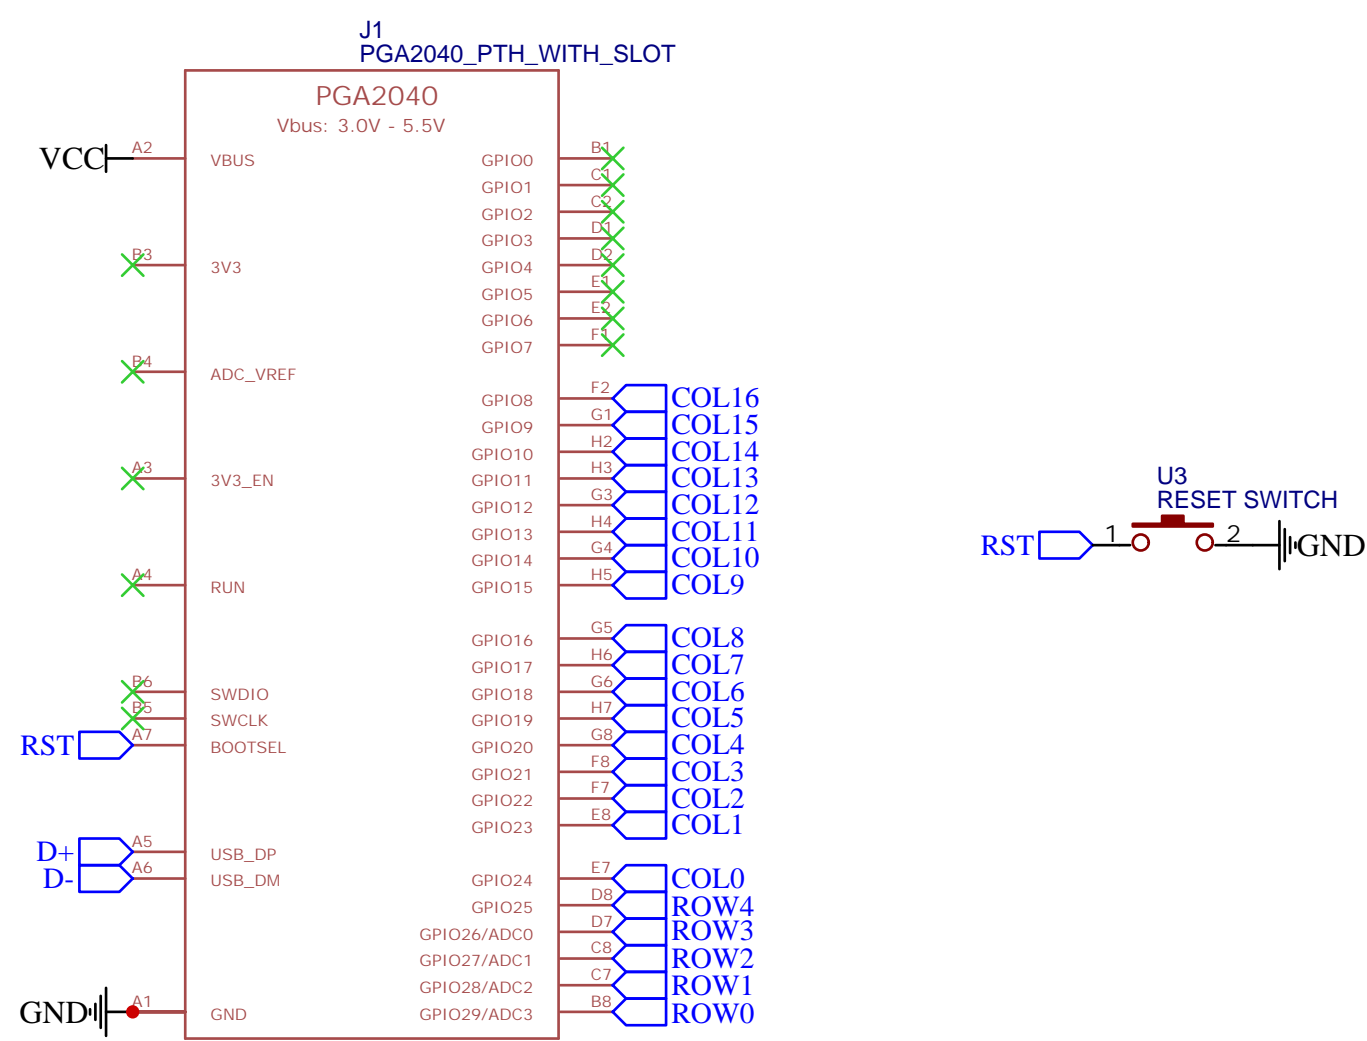 J1
PGA2040_PTH_WITH_SLOT
PGA2040
Vbus: 3.0V - 5.5V
VCC A2 VBUS GPIO0 B1
GPIO1 C1
GPIO2 C2
GPIO3 D1
B3 3V3 GPIO4 D2
GPIO5 E1
GPIO6 E2
GPIO7 F1
B4 ADC_VREF
GPIO8 F2 COL16
GPIO9 G1 COL15
GPIO10 H2 COL14
A3 3V3_EN GPIO11 H3 COL13
GPIO12 G3 COL12
GPIO13 H4 COL11
GPIO14 G4 COL10
A4 RUN GPIO15 H5 COL9
GPIO16 G5 COL8
GPIO17 H6 COL7
B6 SWDIO GPIO18 G6 COL6
B5 SWCLK GPIO19 H7 COL5
RST A7 BOOTSEL GPIO20 G8 COL4
GPIO21 F8 COL3
GPIO22 F7 COL2
GPIO23 E8 COL1
D+ A5 USB_DP
D- A6 USB_DM GPIO24 E7 COL0
GPIO25 D8 ROW4
GPIO26/ADC0 D7 ROW3
GPIO27/ADC1 C8 ROW2
GPIO28/ADC2 C7 ROW1
GND A1 GND GPIO29/ADC3 B8 ROW0
U3
RESET SWITCH
RST 1 2 GND